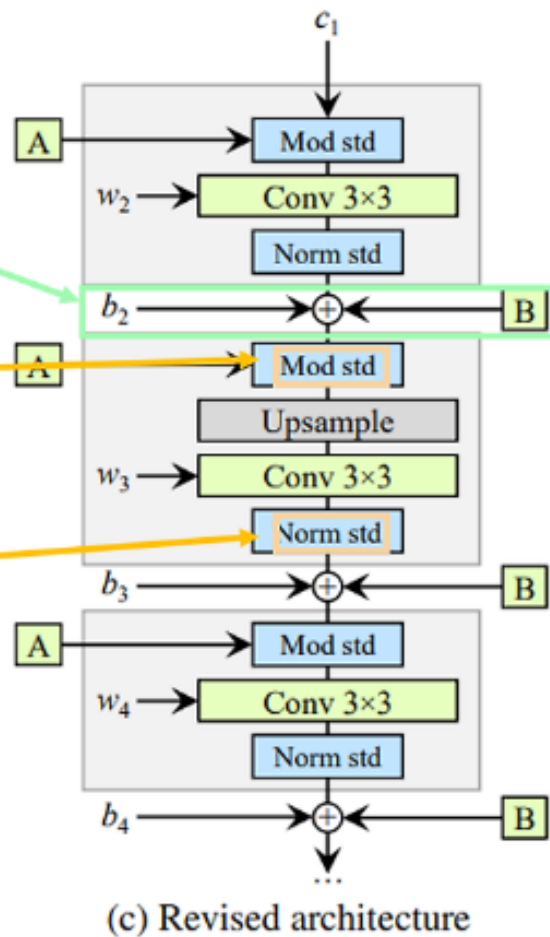 c₁
A Mod std
w₂ Conv 3×3
Norm std
b₂ + B
A Mod std
Upsample
w₃ Conv 3×3
Norm std
b₃ + B
A Mod std
w₄ Conv 3×3
Norm std
b₄ + B
...
(c) Revised architecture